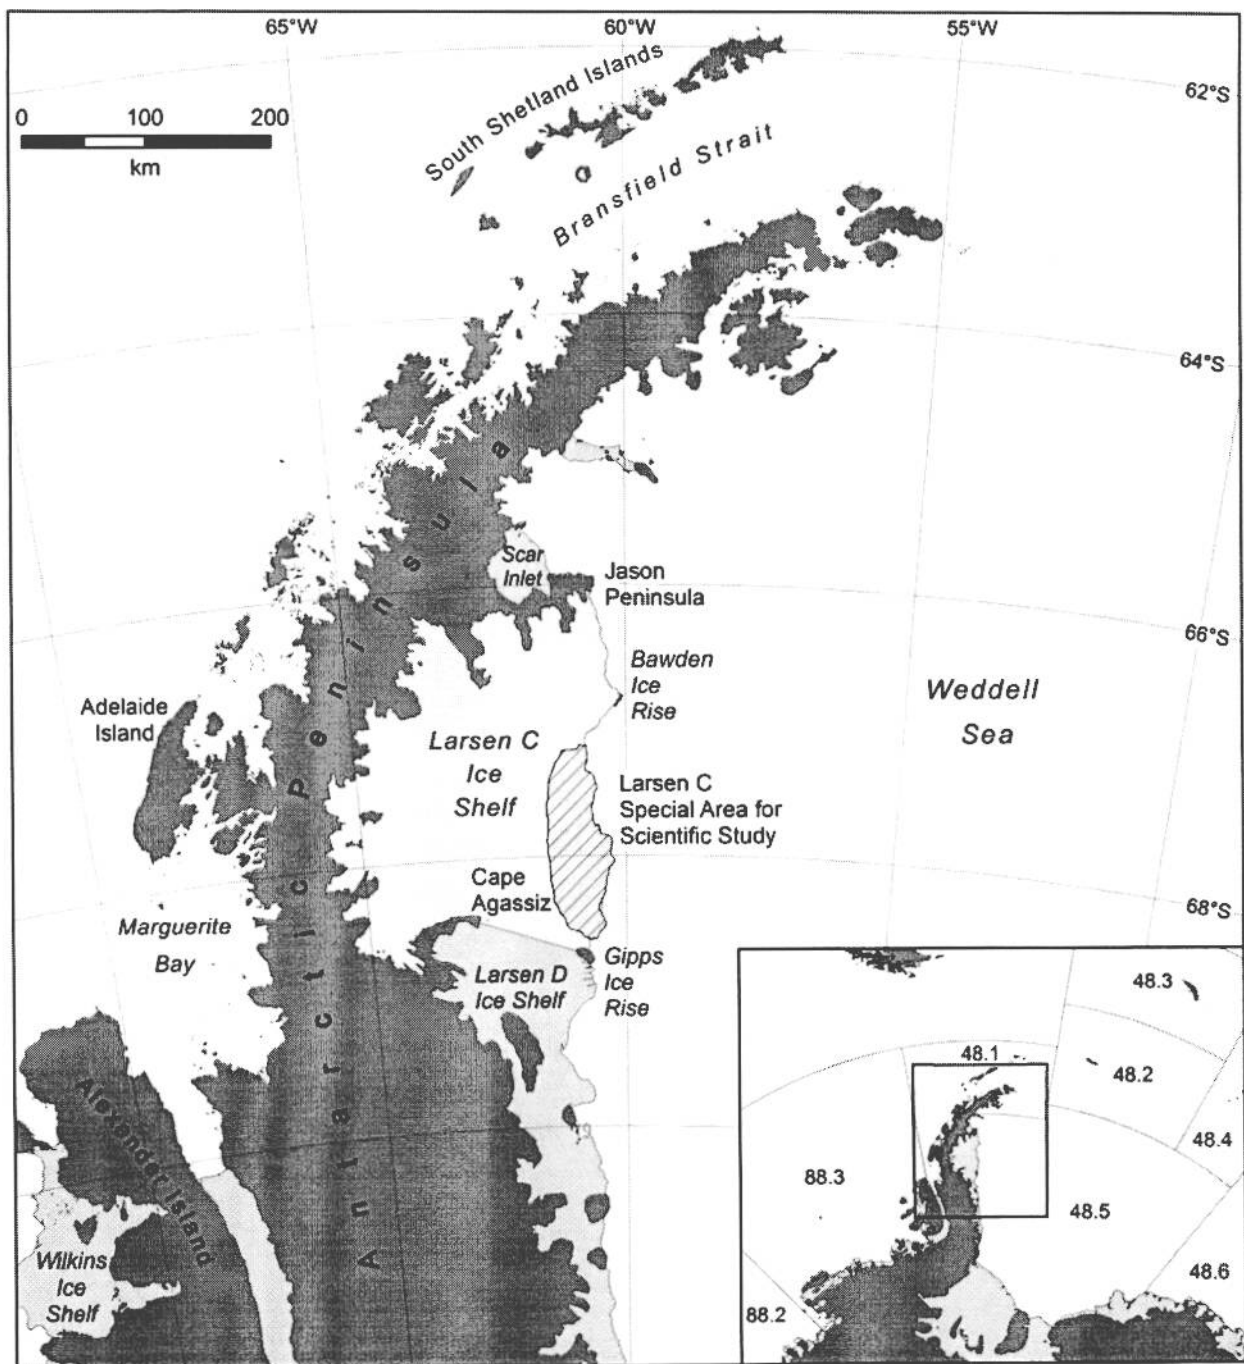 65°W
60°W
55°W
62°S
0
100
200
km
South Shetland Islands
Bransfield Strait
64°S
Antarctic Peninsula
Scar
Inlet
Jason
Peninsula
66°S
Bawden
Ice
Rise
Weddell
Sea
Adelaide
Island
Larsen C
Ice
Shelf
Larsen C
Special Area for
Scientific Study
Cape
Agassiz
68°S
Marguerite
Bay
Larsen D
Ice Shelf
Gipps
Ice
Rise
Alexander Island
Wilkins
Ice
Shelf
48.3
48.1
48.2
48.4
88.3
48.5
48.6
88.2